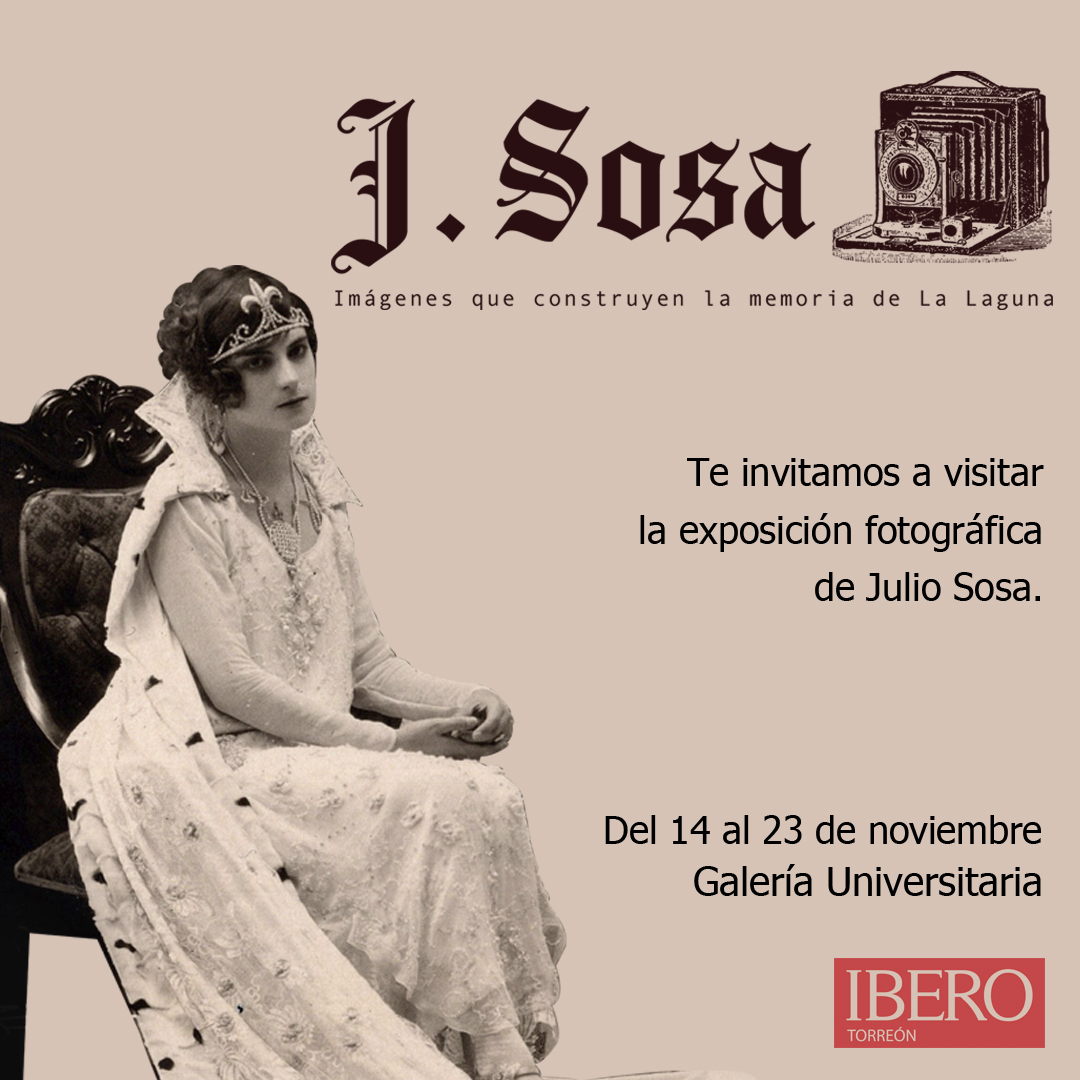 J. Sosa
Imágenes que construyen la memoria de La Laguna
Te invitamos a visitar
la exposición fotográfica
de Julio Sosa.
Del 14 al 23 de noviembre
Galería Universitaria
IBERO
TORREÓN